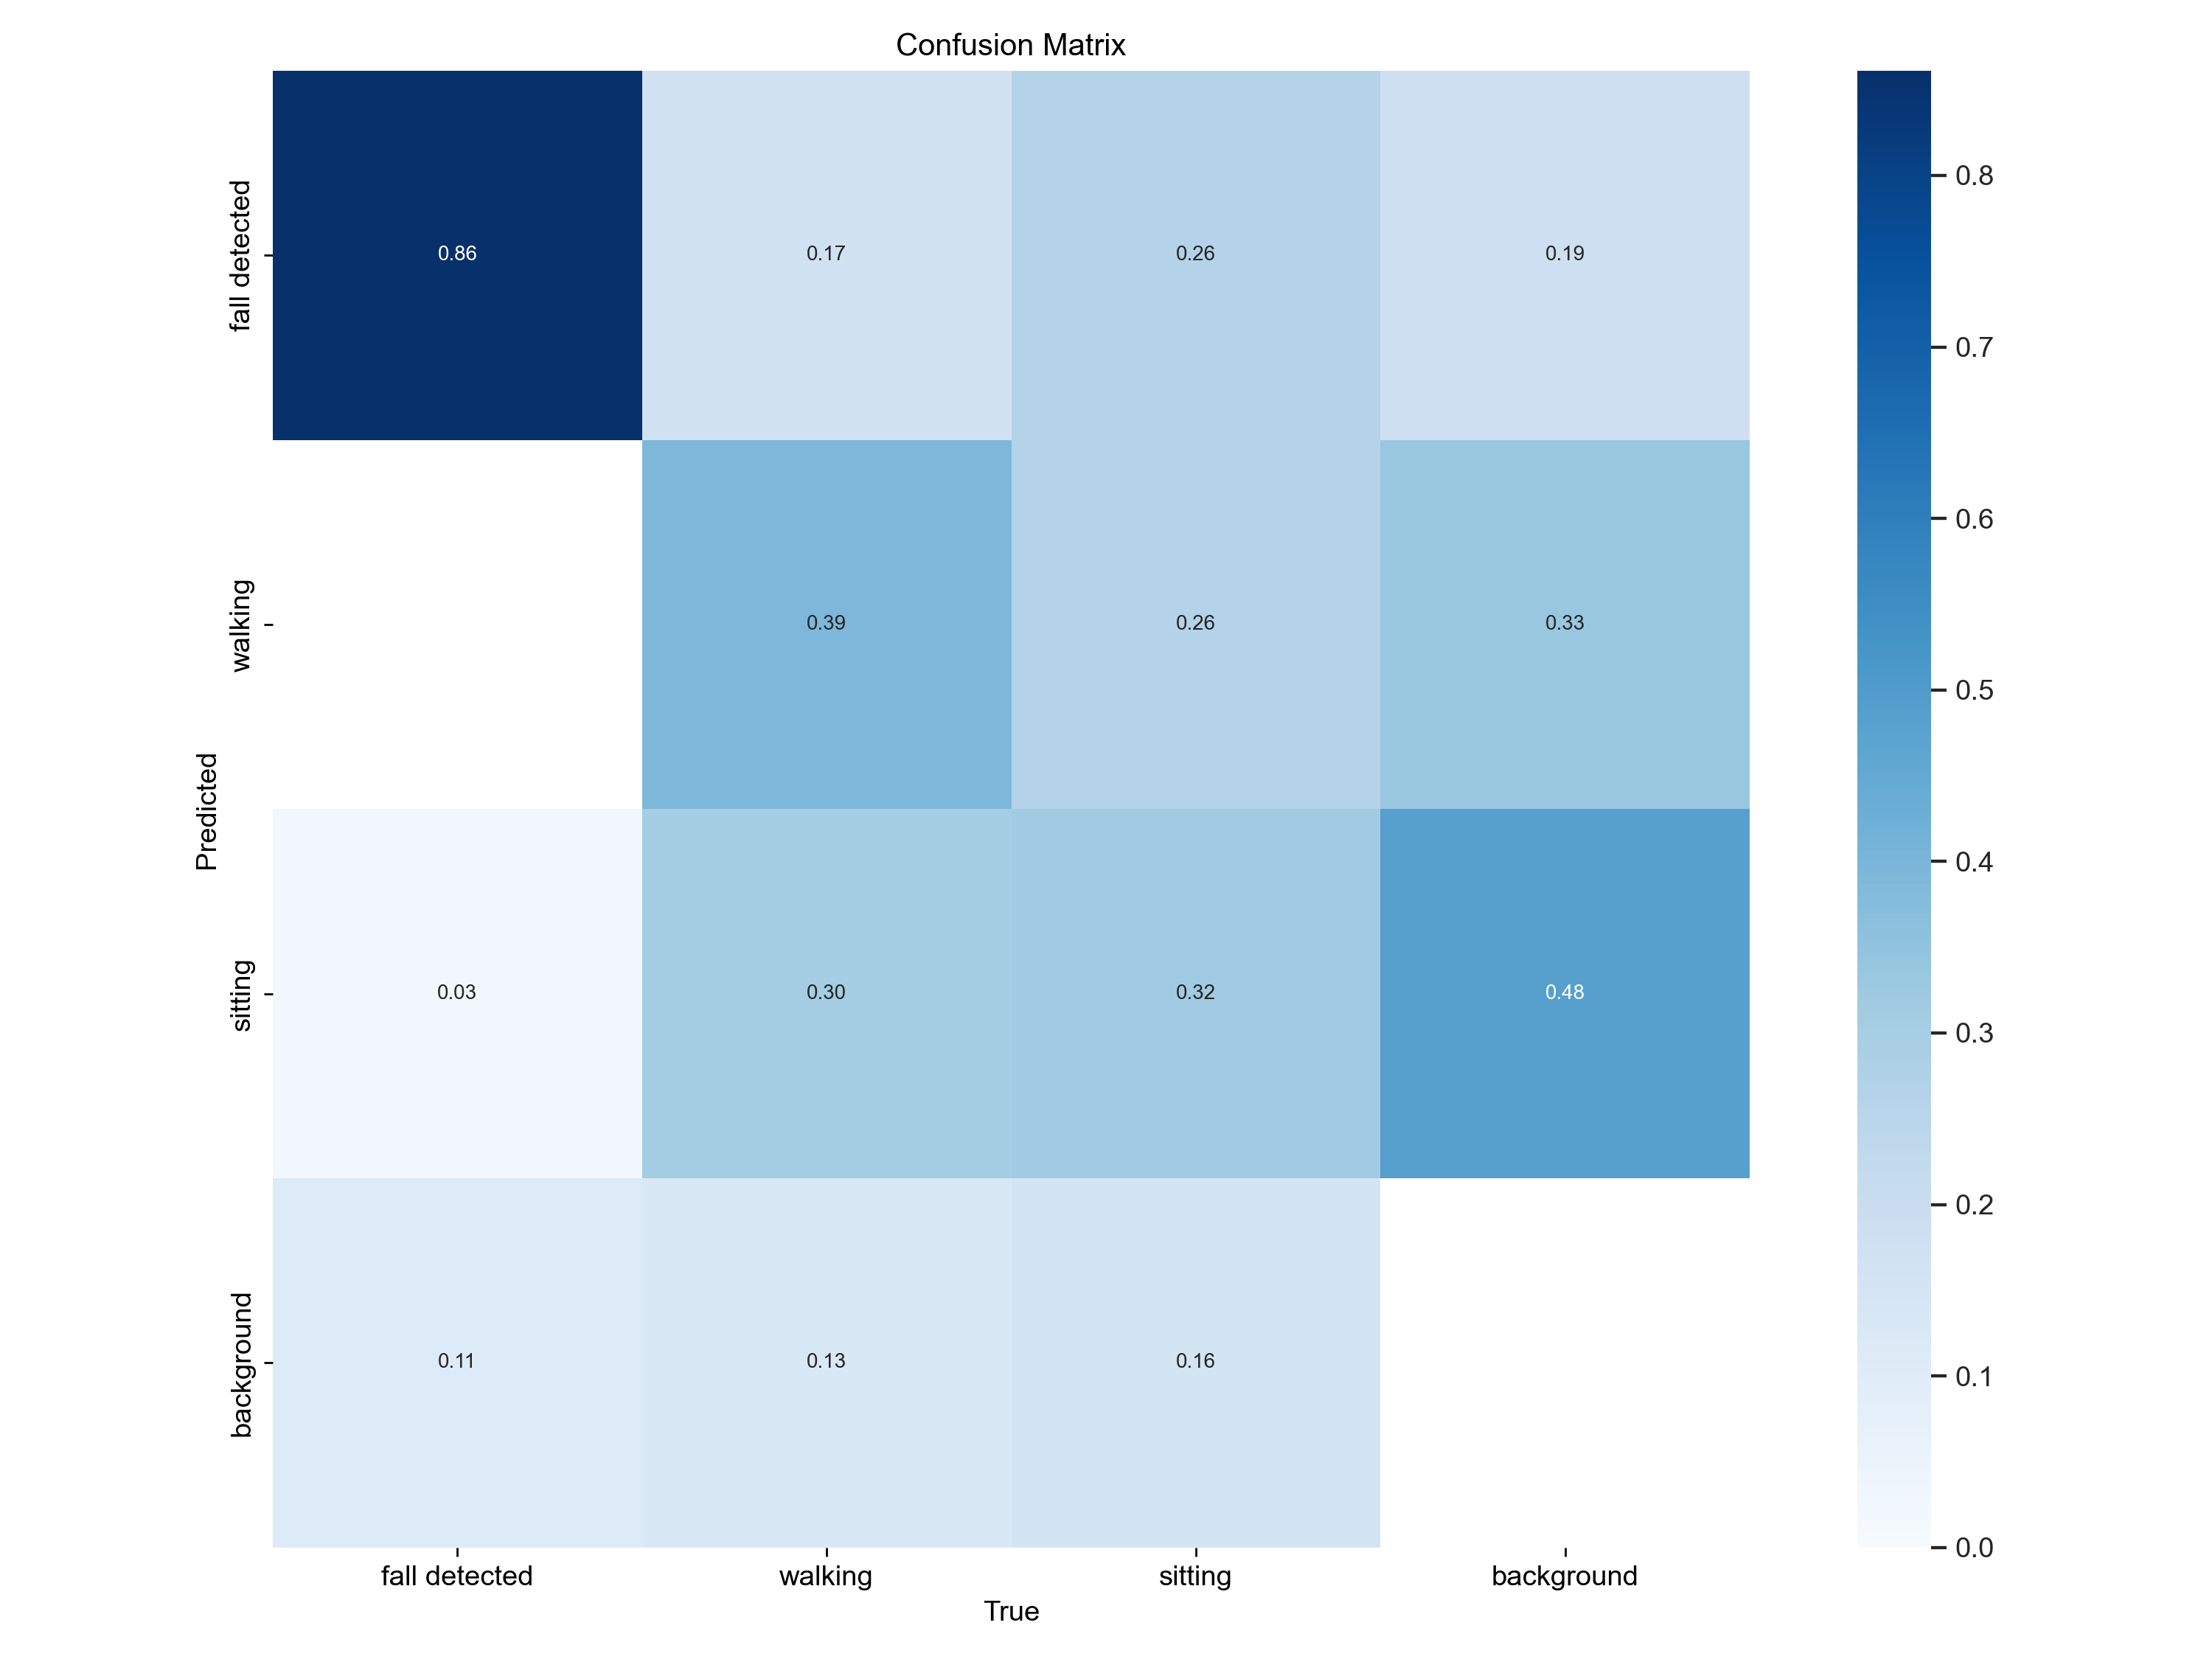 Confusion Matrix
fall detected
0.86
0.17
0.26
0.19
walking
0.39
0.26
0.33
sitting
0.03
0.30
0.32
0.48
background
0.11
0.13
0.16
Predicted
fall detected
walking
sitting
background
True
0.8
0.7
0.6
0.5
0.4
0.3
0.2
0.1
0.0